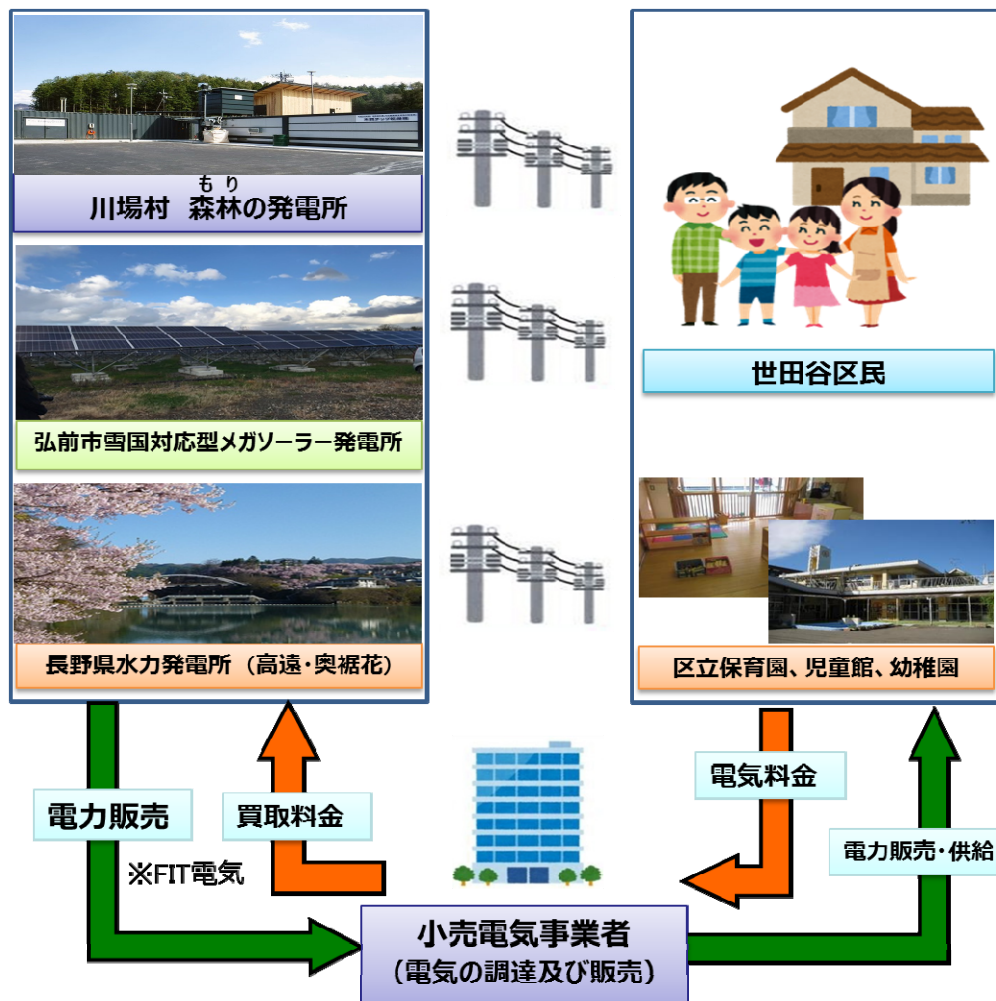 もり
川場村 森林の発電所
弘前市雪国対応型メガソーラー発電所
長野県水力発電所（高遠・奥裾花）
世田谷区民
区立保育園、児童館、幼稚園
電力販売
買取料金
※FIT電気
電気料金
電力販売・供給
小売電気事業者
（電気の調達及び販売）